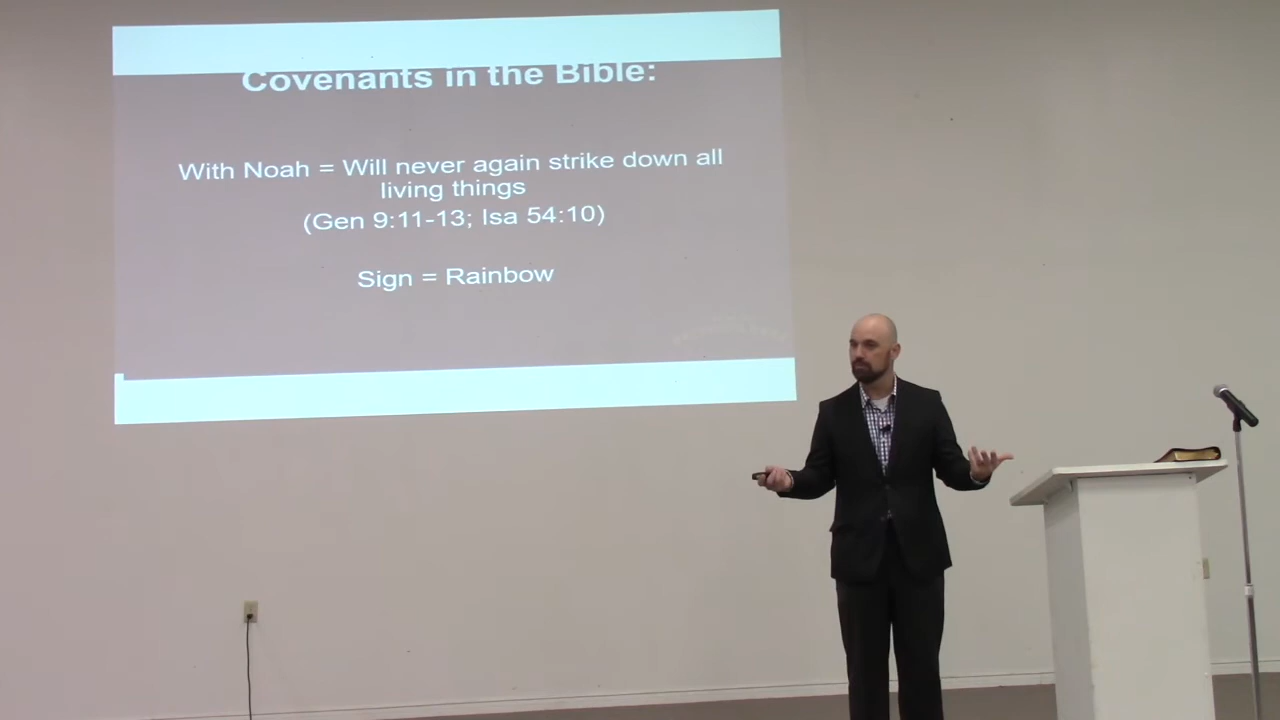 Covenants in the Bible:
With Noah = Will never again strike down all
living things
(Gen 9:11-13; Isa 54:10)
Sign = Rainbow